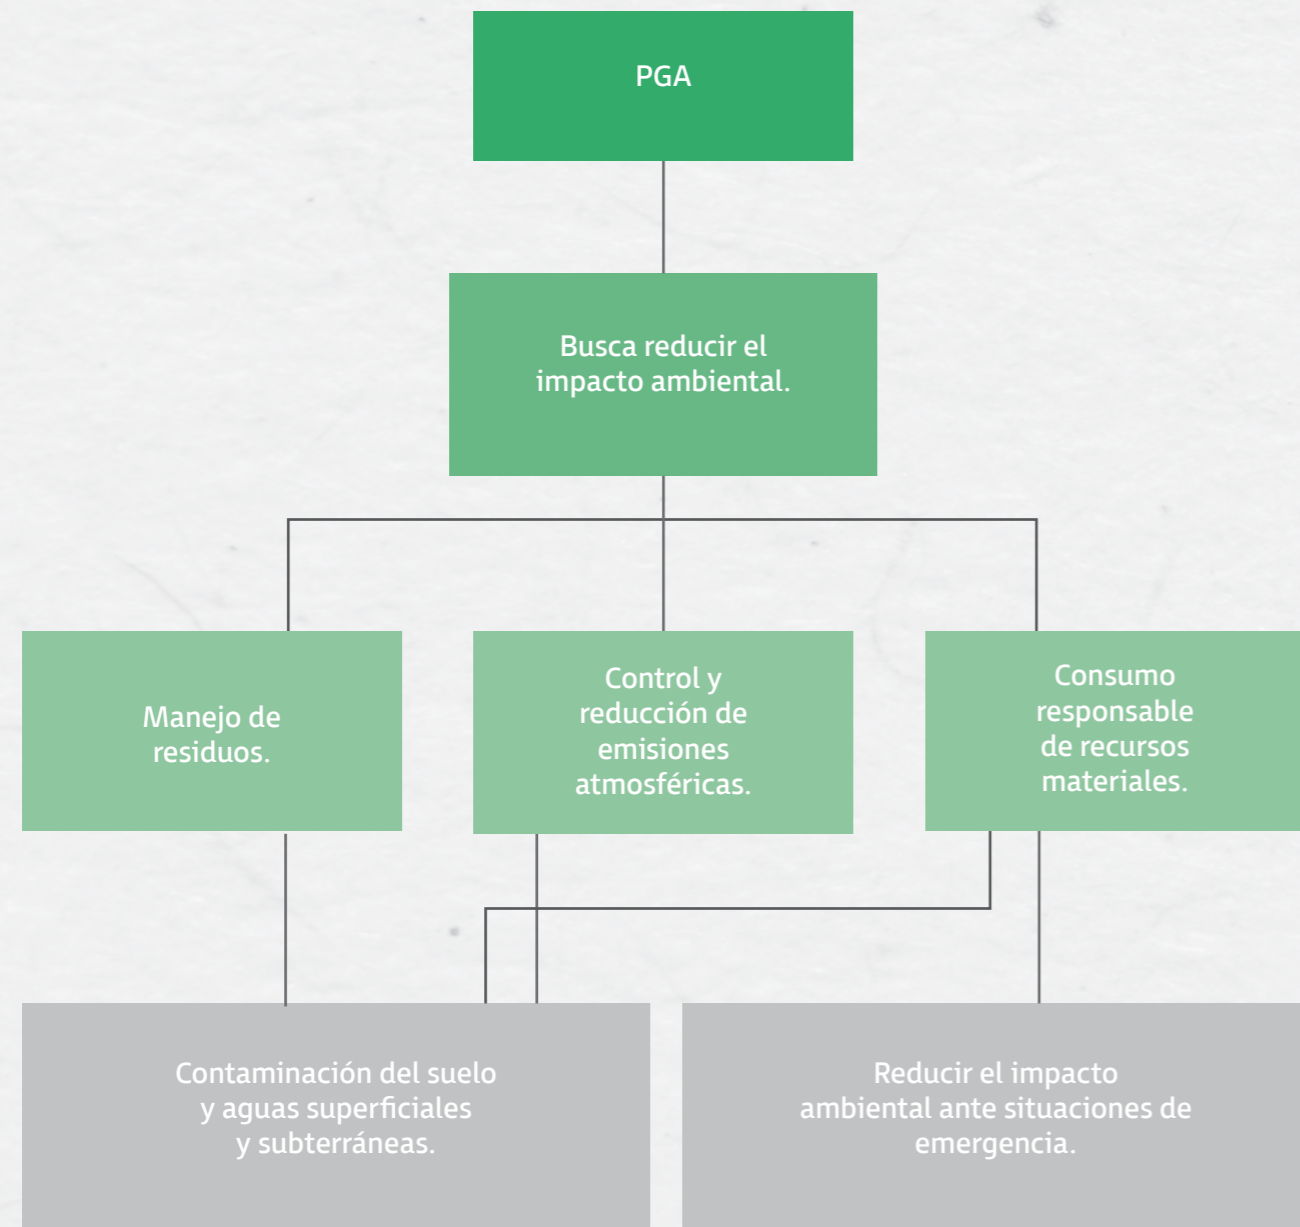 PGA
Busca reducir el
impacto ambiental.
Manejo de
residuos.
Control y
reducción de
emisiones
atmosféricas.
Consumo
responsable
de recursos
materiales.
Contaminación del suelo
y aguas superficiales
y subterráneas.
Reducir el impacto
ambiental ante situaciones de
emergencia.